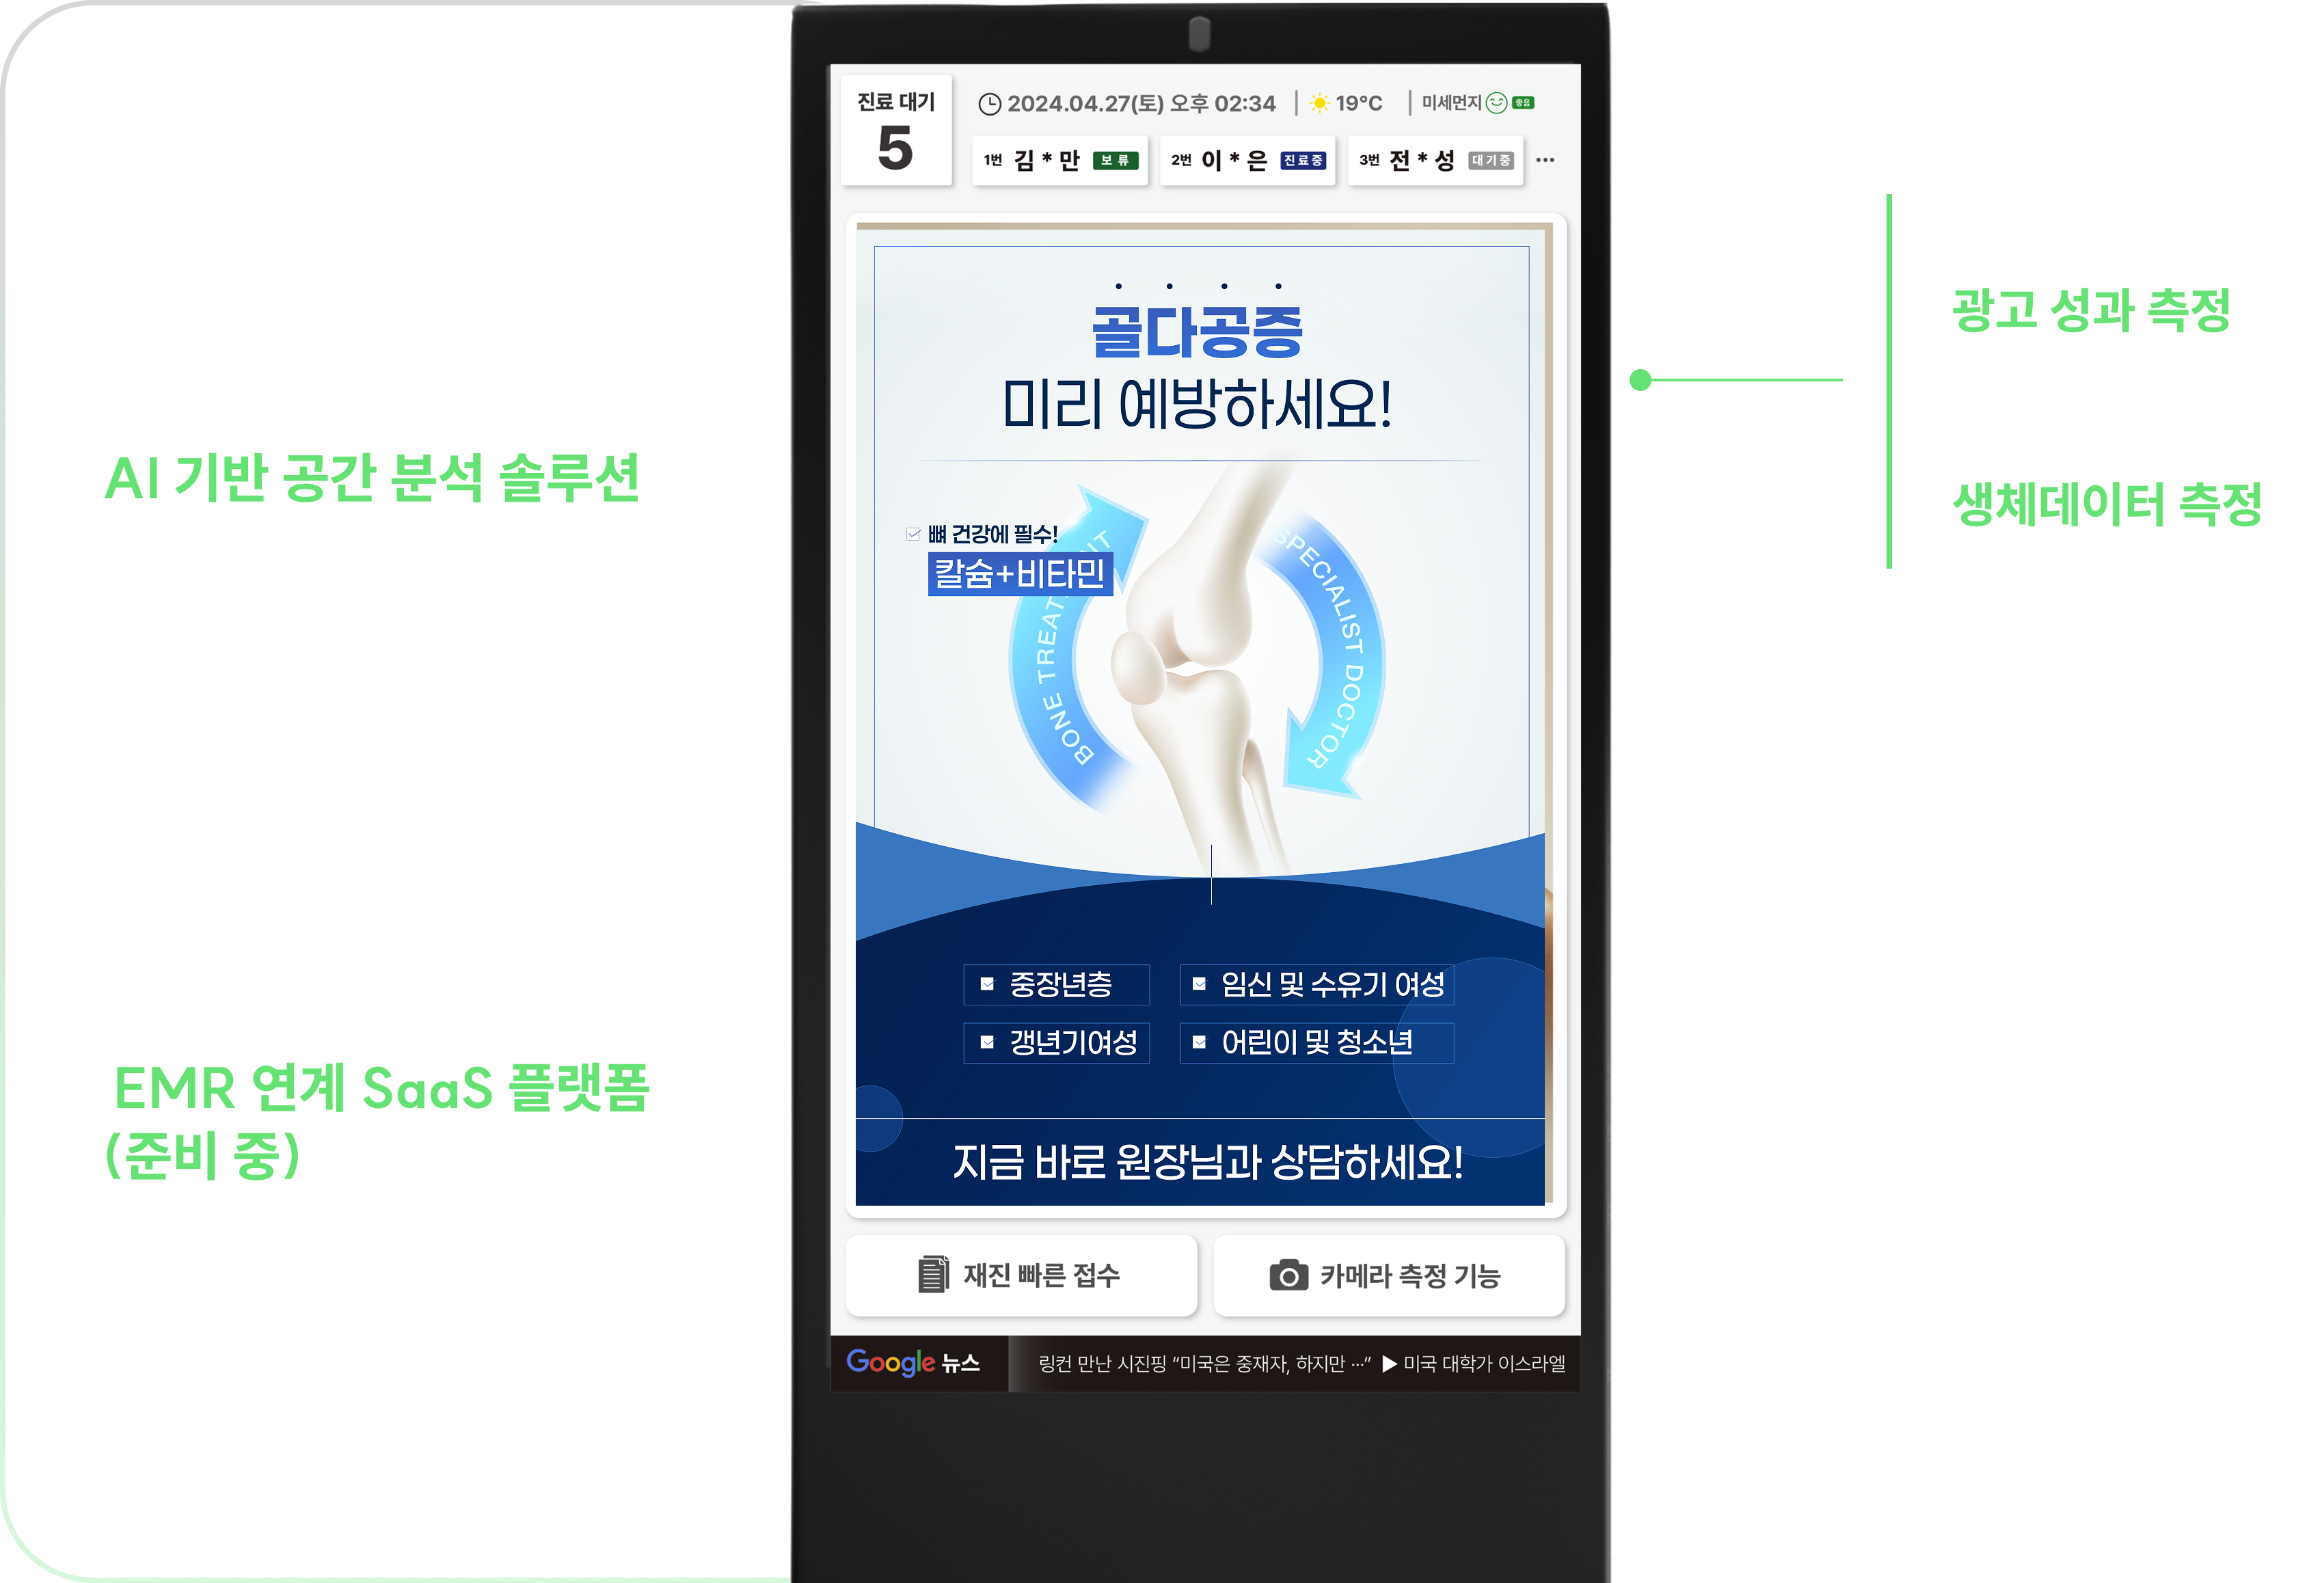 AI 기반 공간 분석 솔루션
EMR 연계 SaaS 플랫폼
(준비 중)
진료 대기
5
2024.04.27(토) 오후 02:34 | 19°C | 미세먼지 좋음
1번 김*만 보류 2번 이*은 진료중 3번 전*성 대기중 ···
골다공증
미리 예방하세요!
뼈 건강에 필수!
칼슘+비타민
BONE TREATMENT
SPECIALIST DOCTOR
중장년층 임신 및 수유기 여성
갱년기여성 어린이 및 청소년
지금 바로 원장님과 상담하세요!
재진 빠른 접수 카메라 측정 기능
Google 뉴스 링컨 만난 시진핑 “미국은 중재자, 하지만 ···” ▶ 미국 대학가 이스라엘
광고 성과 측정
생체데이터 측정